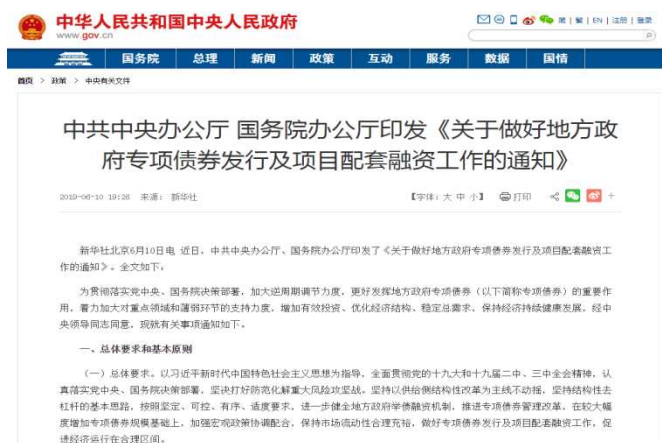 中华人民共和国中央人民政府
www.gov.cn
简 | 繁 | EN | 注册 | 登录
国务院 总理 新闻 政策 互动 服务 数据 国情
首页 > 政策 > 中央有关文件
中共中央办公厅 国务院办公厅印发《关于做好地方政
府专项债券发行及项目配套融资工作的通知》
2019-06-10 19:26 来源: 新华社 【字体: 大 中 小】 打印
新华社北京6月10日电 近日，中共中央办公厅、国务院办公厅印发了《关于做好地方政府专项债券发行及项目配套融资工
作的通知》。全文如下：
为贯彻落实党中央、国务院决策部署，加大逆周期调节力度，更好发挥地方政府专项债券（以下简称专项债券）的重要作
用，着力加大对重点领域和薄弱环节的支持力度，增加有效投资、优化经济结构、稳定总需求，保持经济持续健康发展，经中
央领导同志同意，现就有关事项通知如下。
一、总体要求和基本原则
（一）总体要求。以习近平新时代中国特色社会主义思想为指导，全面贯彻党的十九大和十九届二中、三中全会精神，认
真落实党中央、国务院决策部署，坚决打好防范化解重大风险攻坚战。坚持以供给侧结构性改革为主线不动摇，坚持结构性去
杠杆的基本思路，按照坚定、可控、有序、适度要求，进一步健全地方政府举债融资机制，推进专项债券管理改革，在较大幅
度增加专项债券规模基础上，加强宏观政策协调配合，保持市场流动性合理充裕，做好专项债券发行及项目配套融资工作，促
进经济运行在合理区间。